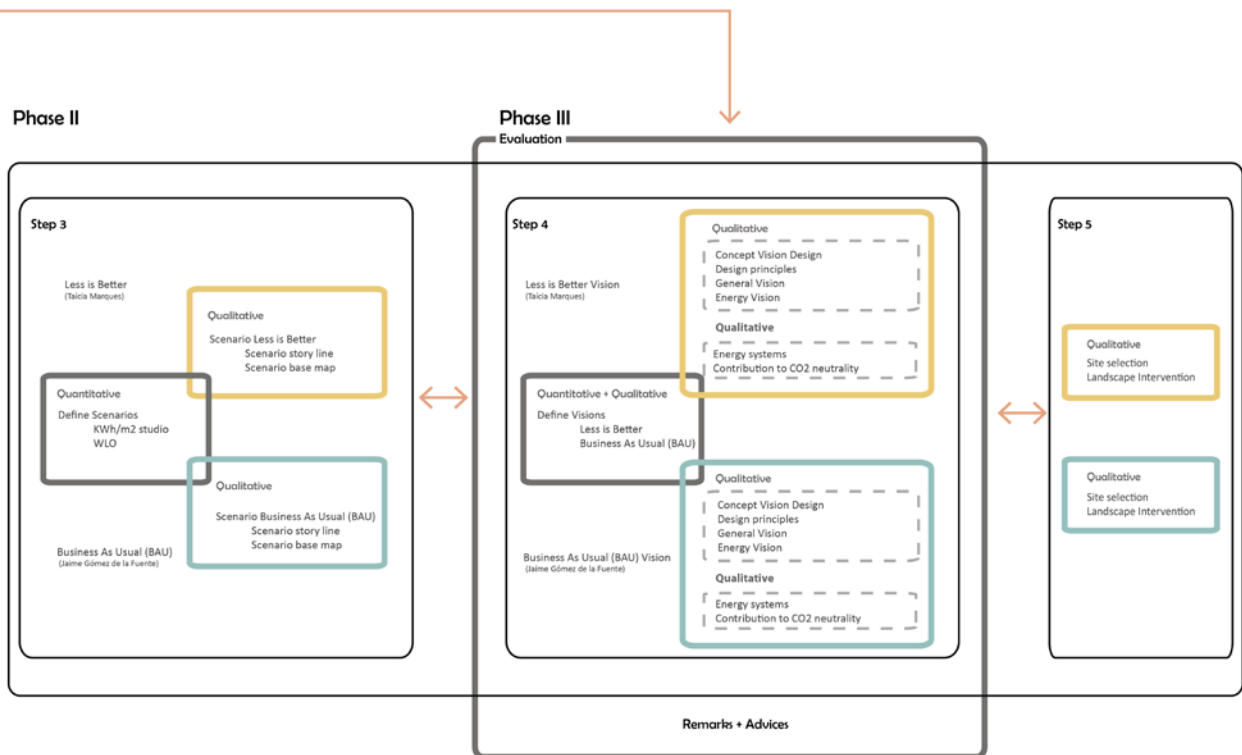 Phase II
Phase III
Evaluation
Step 3
Less is Better
(Taícia Marques)
Qualitative
Scenario Less is Better
Scenario story line
Scenario base map
Quantitative
Define Scenarios
KWh/m2 studio
WLO
Qualitative
Scenario Business As Usual (BAU)
Scenario story line
Scenario base map
Business As Usual (BAU)
(Jaime Gómez de la Fuente)
Step 4
Less is Better Vision
(Taícia Marques)
Qualitative
Concept Vision Design
Design principles
General Vision
Energy Vision
Qualitative
Energy systems
Contribution to CO2 neutrality
Quantitative + Qualitative
Define Visions
Less is Better
Business As Usual (BAU)
Qualitative
Concept Vision Design
Design principles
General Vision
Energy Vision
Qualitative
Energy systems
Contribution to CO2 neutrality
Business As Usual (BAU) Vision
(Jaime Gómez de la Fuente)
Step 5
Qualitative
Site selection
Landscape Intervention
Qualitative
Site selection
Landscape Intervention
Remarks + Advices